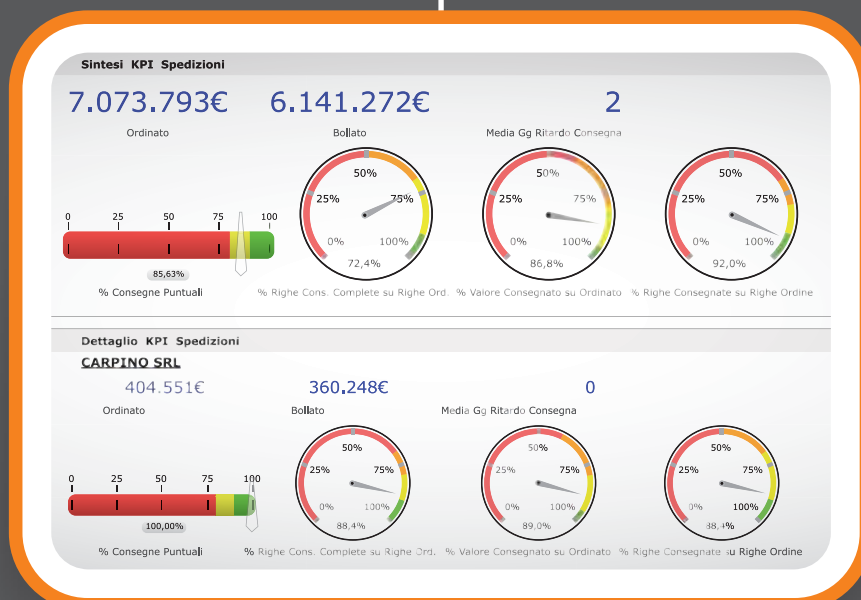 Sintesi KPI Spedizioni
7.073.793€ 6.141.272€ 2
Ordinato Bollato Media Gg Ritardo Consegna
50% 50% 50%
25% 75% 25% 75% 25% 75%
0 25 50 75 100
0% 100% 0% 100% 0% 100%
72,4% 86,8% 92,0%
85,63%
% Consegne Puntuali % Righe Cons. Complete su Righe Ord. % Valore Consegnato su Ordinato % Righe Consegnate su Righe Ordine
Dettaglio KPI Spedizioni
CARPINO SRL
404.551€ 360.248€ 0
Ordinato Bollato Media Gg Ritardo Consegna
50% 50% 50%
25% 75% 25% 75% 25% 75%
0 25 50 75 100
0% 100% 0% 100% 0% 100%
100,00%
88,4% 89,0% 88,4%
% Consegne Puntuali % Righe Cons. Complete su Righe Ord. % Valore Consegnato su Ordinato % Righe Consegnate su Righe Ordine